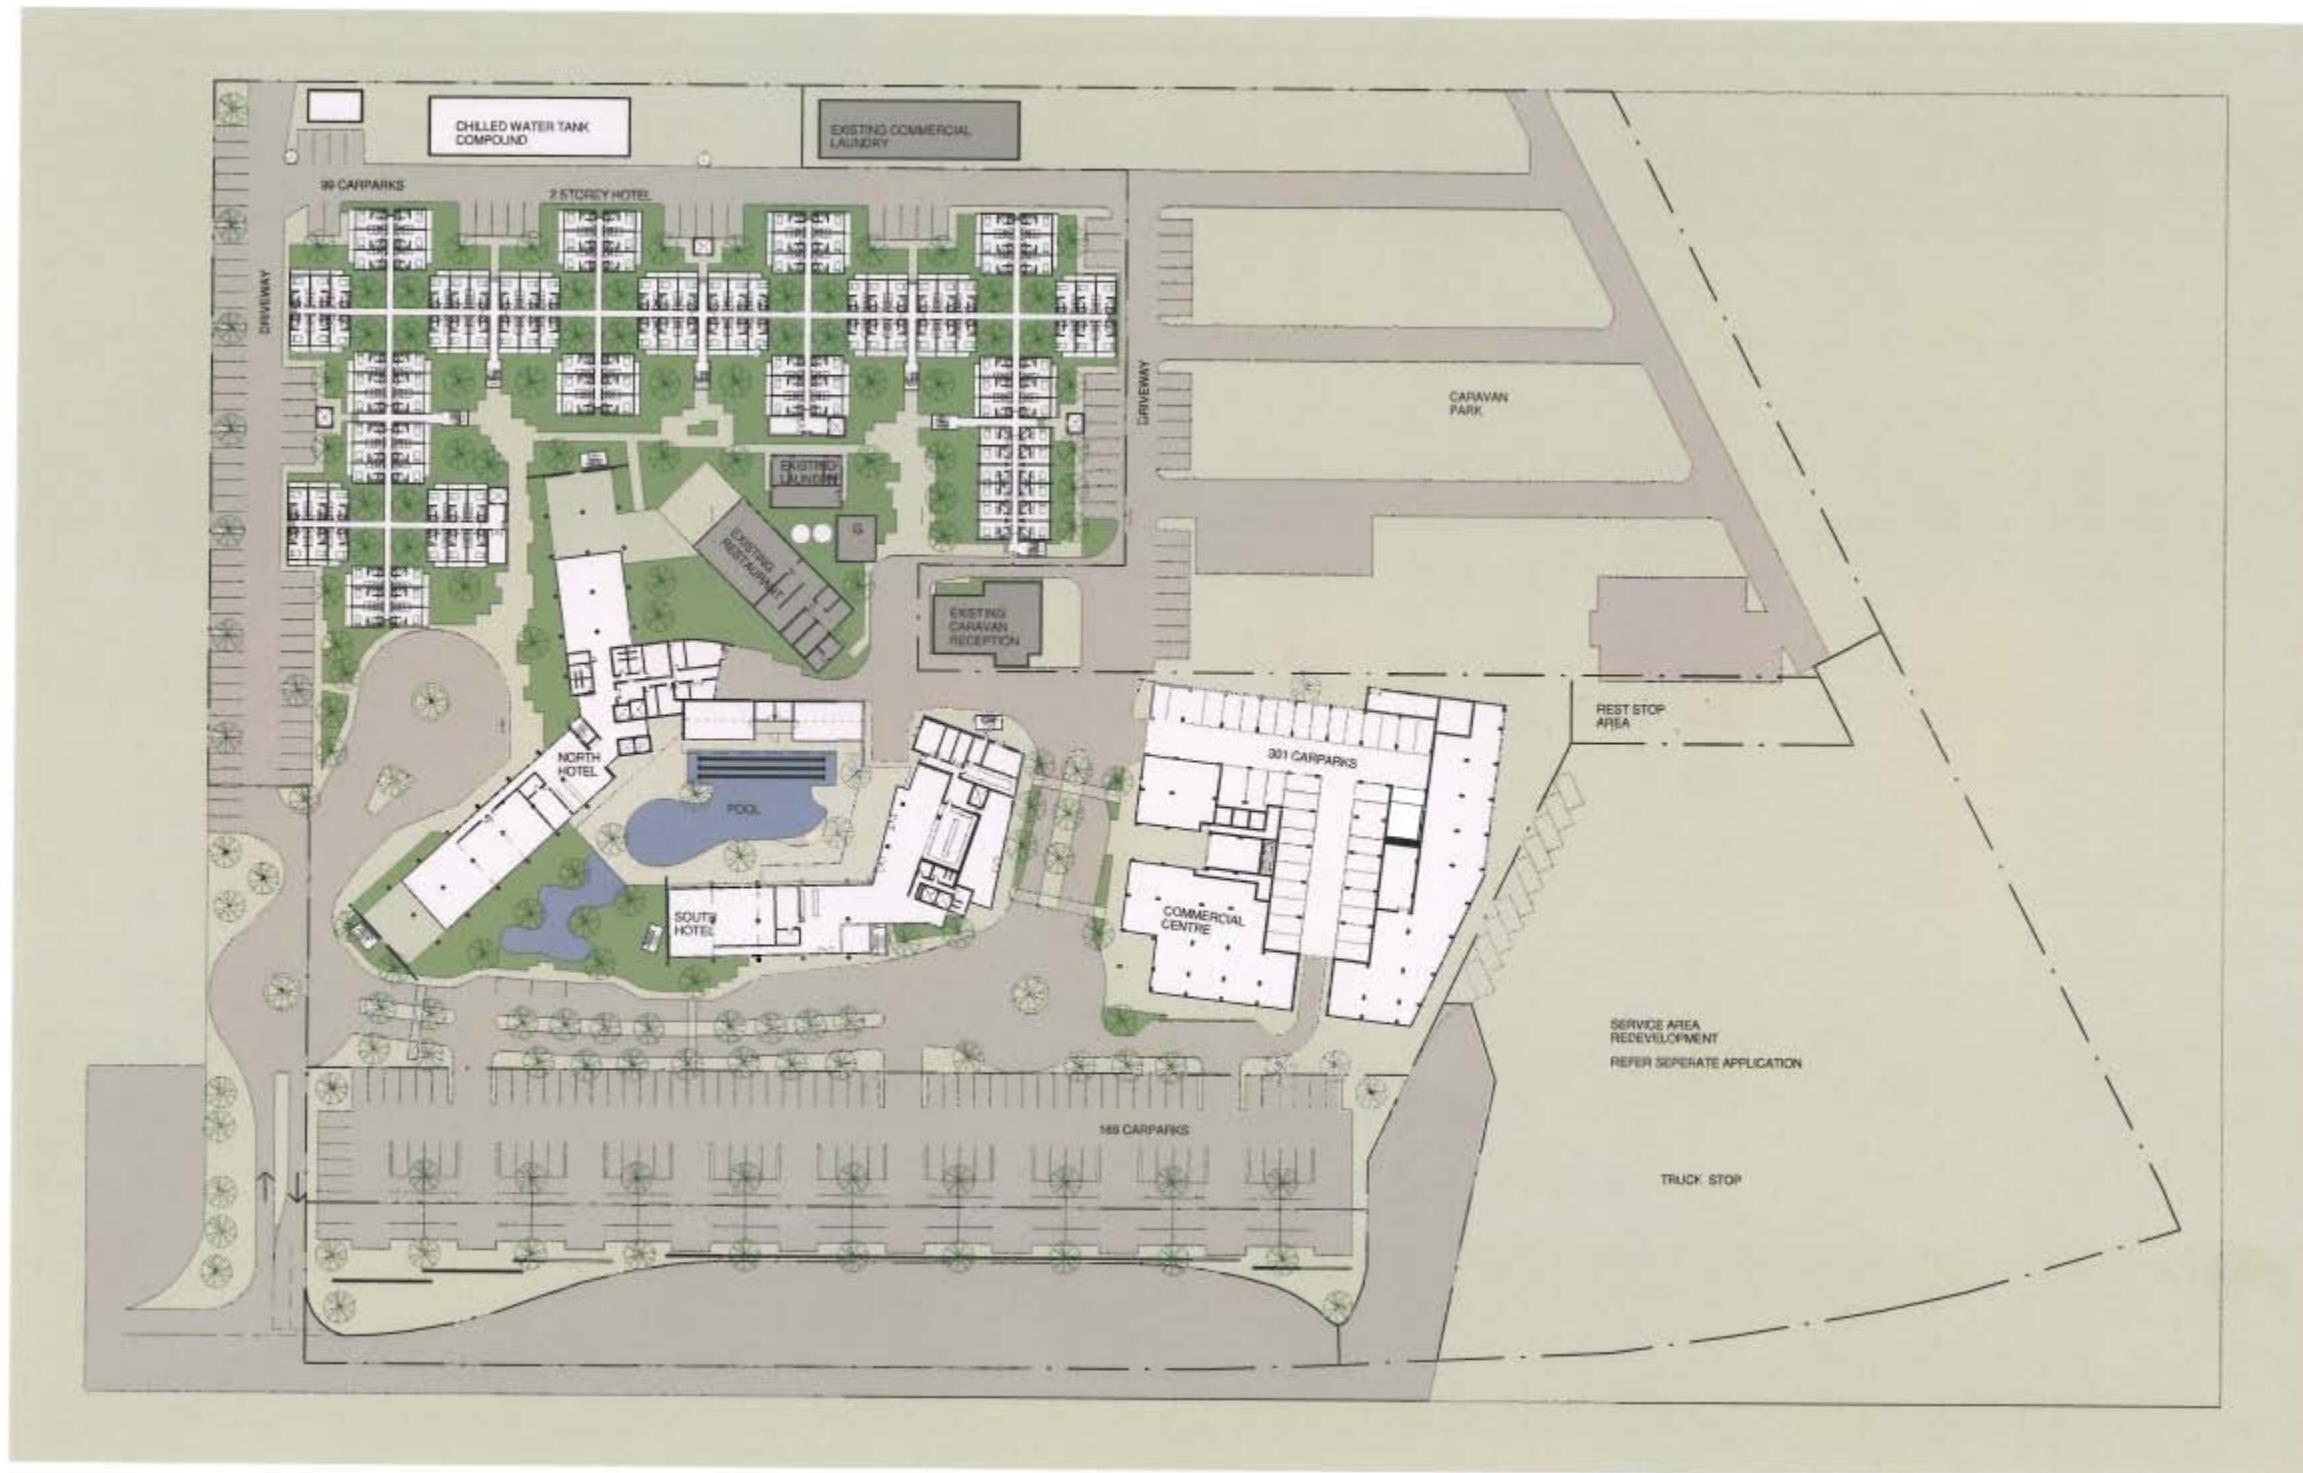 CHILLED WATER TANK
COMPOUND
EXISTING COMMERCIAL
LAUNDRY
99 CARPARKS
2 STOREY HOTEL
DRIVEWAY
DRIVEWAY
CARAVAN
PARK
EXISTING
LAUNDRY
G
EXISTING
RESTAURANT
EXISTING
CARAVAN
RECEPTION
REST STOP
AREA
NORTH
HOTEL
301 CARPARKS
POOL
SOUTH
HOTEL
COMMERCIAL
CENTRE
SERVICE AREA
REDEVELOPMENT
REFER SEPERATE APPLICATION
169 CARPARKS
TRUCK STOP